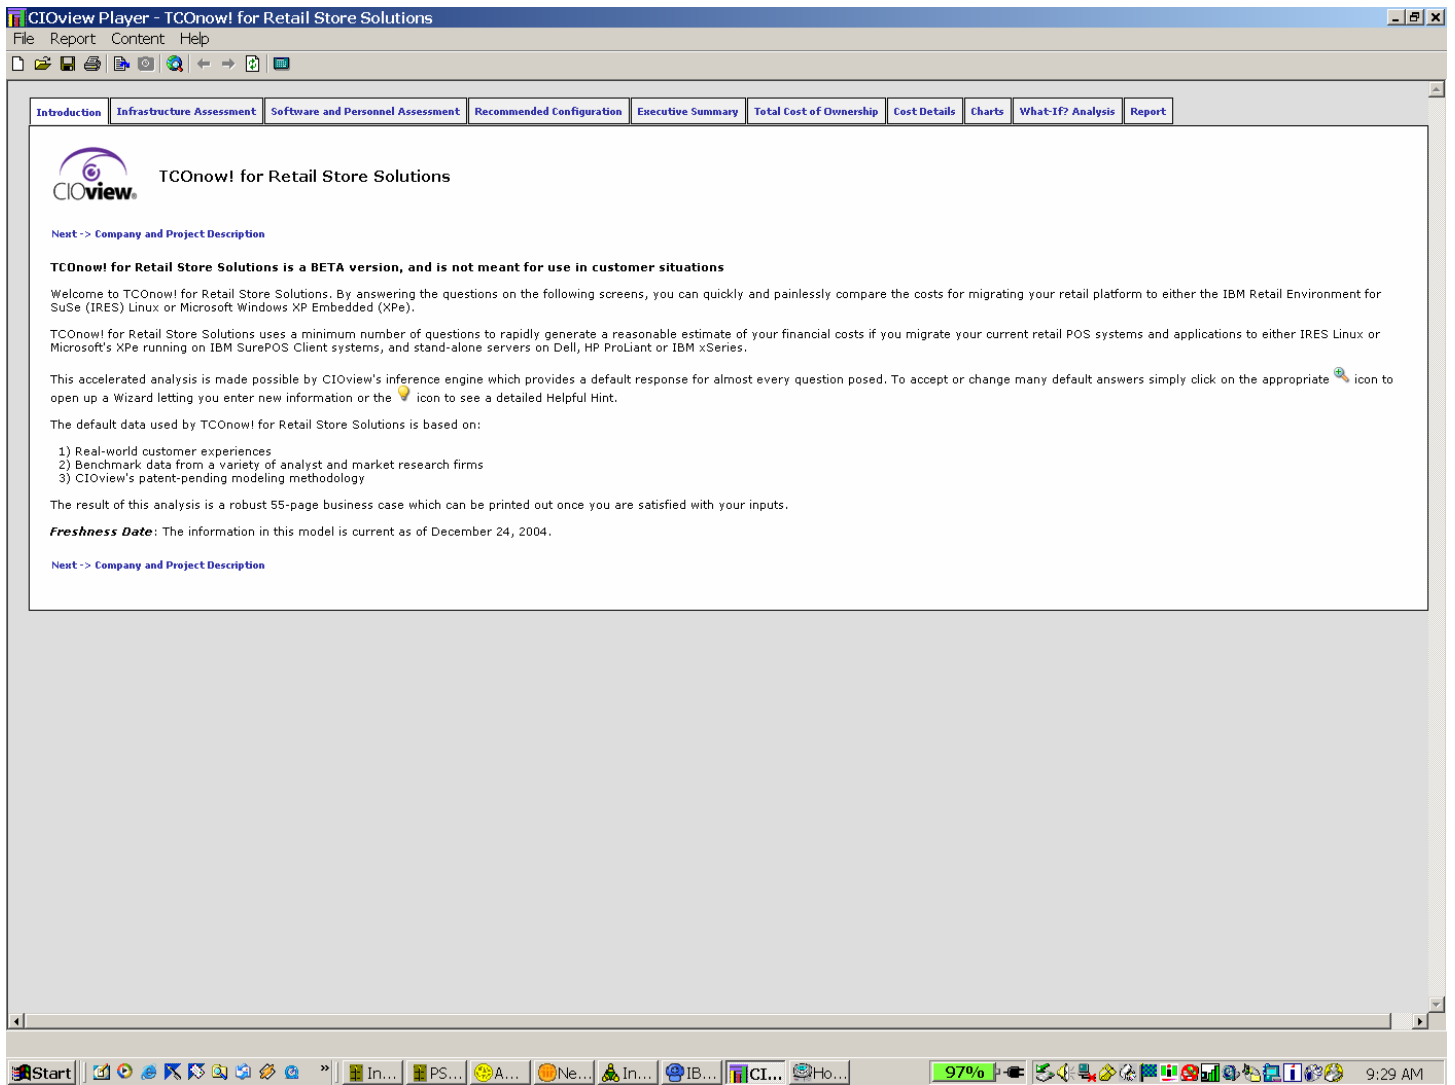 CIOview Player - TCOnow! for Retail Store Solutions
File Report Content Help
Introduction Infrastructure Assessment Software and Personnel Assessment Recommended Configuration Executive Summary Total Cost of Ownership Cost Details Charts What-If? Analysis Report
CIOview. TCOnow! for Retail Store Solutions
Next -> Company and Project Description
TCOnow! for Retail Store Solutions is a BETA version, and is not meant for use in customer situations
Welcome to TCOnow! for Retail Store Solutions. By answering the questions on the following screens, you can quickly and painlessly compare the costs for migrating your retail platform to either the IBM Retail Environment for
SuSe (IRES) Linux or Microsoft Windows XP Embedded (XPe).
TCOnow! for Retail Store Solutions uses a minimum number of questions to rapidly generate a reasonable estimate of your financial costs if you migrate your current retail POS systems and applications to either IRES Linux or
Microsoft's XPe running on IBM SurePOS Client systems, and stand-alone servers on Dell, HP ProLiant or IBM xSeries.
This accelerated analysis is made possible by CIOview's inference engine which provides a default response for almost every question posed. To accept or change many default answers simply click on the appropriate icon to
open up a Wizard letting you enter new information or the icon to see a detailed Helpful Hint.
The default data used by TCOnow! for Retail Store Solutions is based on:
1) Real-world customer experiences
2) Benchmark data from a variety of analyst and market research firms
3) CIOview's patent-pending modeling methodology
The result of this analysis is a robust 55-page business case which can be printed out once you are satisfied with your inputs.
Freshness Date: The information in this model is current as of December 24, 2004.
Next -> Company and Project Description
Start » In... PS... A... Ne... In... IB... CI... Ho... 97% 9:29 AM